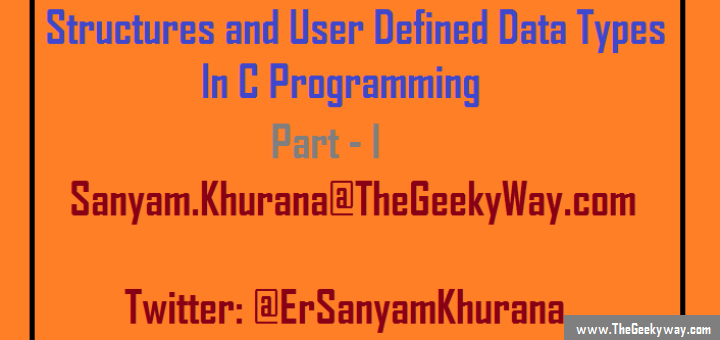 Structures and User Defined Data Types
In C Programming
Part - I
Sanyam.Khurana@TheGeekyWay.com
Twitter: @ErSanyamKhurana
www.TheGeekyway.com